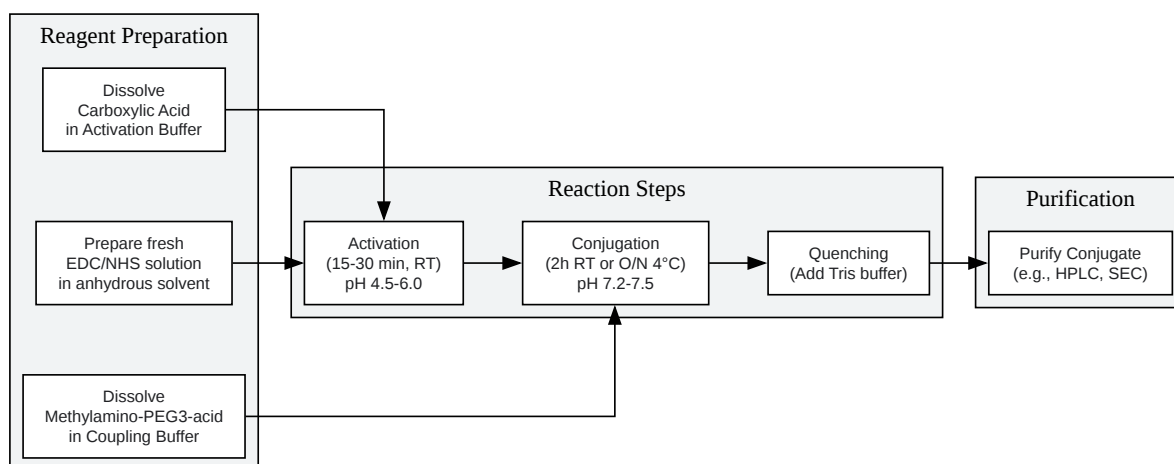 Reagent Preparation
Dissolve
Carboxylic Acid
in Activation Buffer
Prepare fresh
EDC/NHS solution
in anhydrous solvent
Dissolve
Methylamino-PEG3-acid
in Coupling Buffer
Reaction Steps
Activation
(15-30 min, RT)
pH 4.5-6.0
Conjugation
(2h RT or O/N 4°C)
pH 7.2-7.5
Quenching
(Add Tris buffer)
Purification
Purify Conjugate
(e.g., HPLC, SEC)